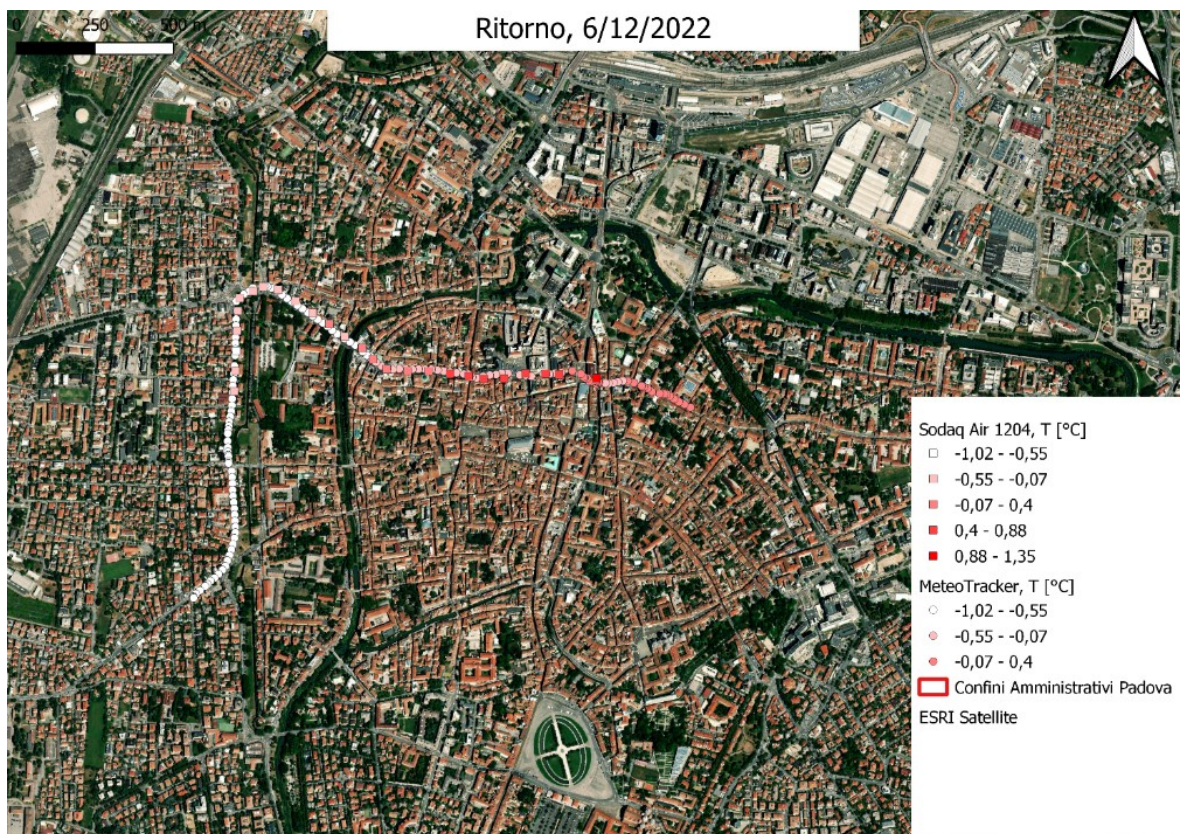 0 250 500 m
Ritorno, 6/12/2022
Sodaq Air 1204, T [°C]
-1,02 - -0,55
-0,55 - -0,07
-0,07 - 0,4
0,4 - 0,88
0,88 - 1,35
MeteoTracker, T [°C]
-1,02 - -0,55
-0,55 - -0,07
-0,07 - 0,4
Confini Amministrativi Padova
ESRI Satellite